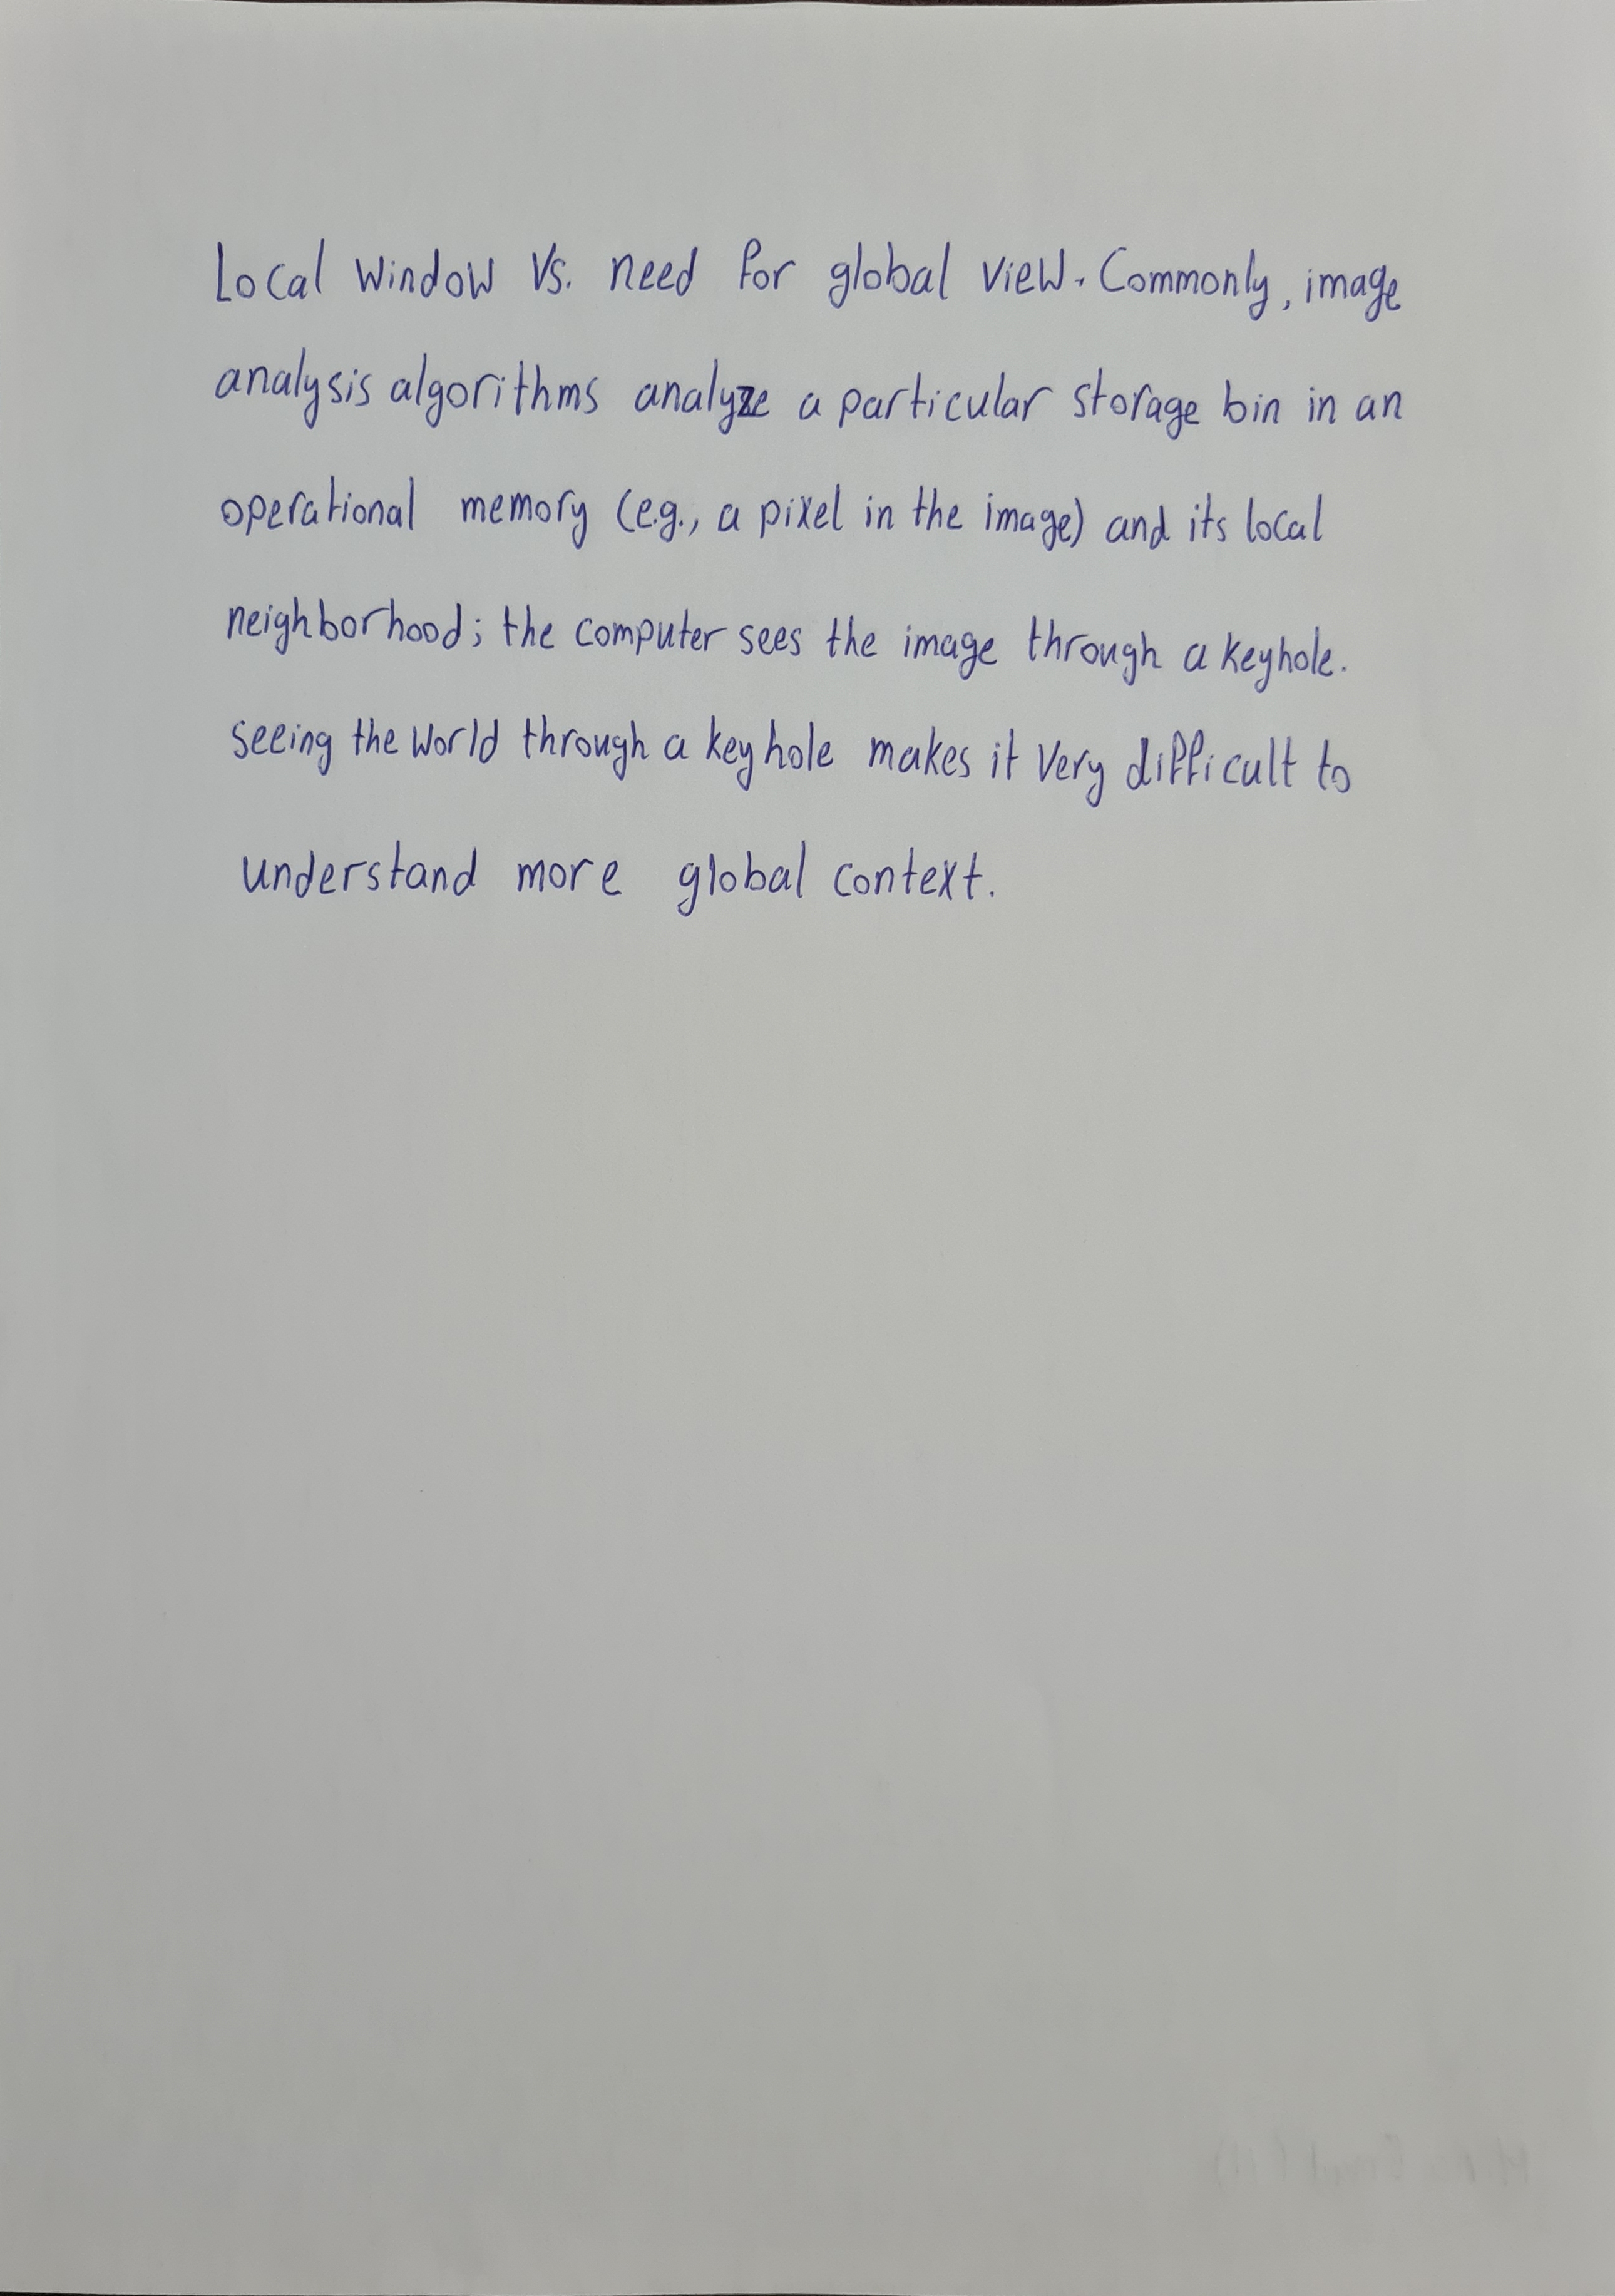 Local window Vs. need for global view. Commonly, image
analysis algorithms analyze a particular storage bin in an
operational memory (e.g., a pixel in the image) and its local
neighborhood; the computer sees the image through a keyhole.
seeing the world through a keyhole makes it very difficult to
understand more global context.